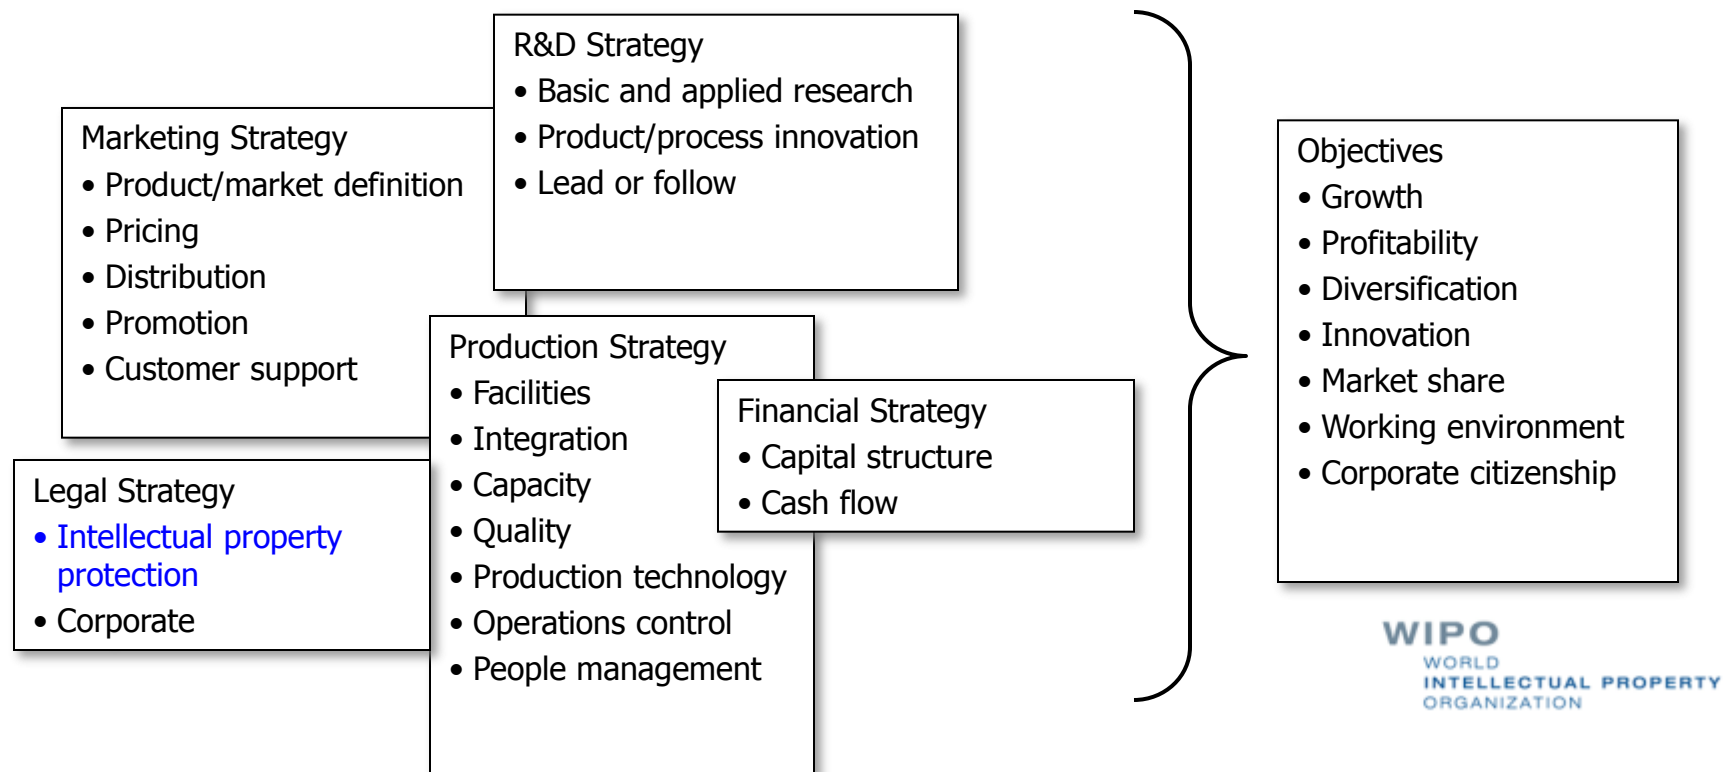 R&D Strategy
• Basic and applied research
• Product/process innovation
• Lead or follow
Marketing Strategy
• Product/market definition
• Pricing
• Distribution
• Promotion
• Customer support
Production Strategy
• Facilities
• Integration
• Capacity
• Quality
• Production technology
• Operations control
• People management
Financial Strategy
• Capital structure
• Cash flow
Legal Strategy
• Intellectual property
protection
• Corporate
Objectives
• Growth
• Profitability
• Diversification
• Innovation
• Market share
• Working environment
• Corporate citizenship
WIPO
WORLD
INTELLECTUAL PROPERTY
ORGANIZATION